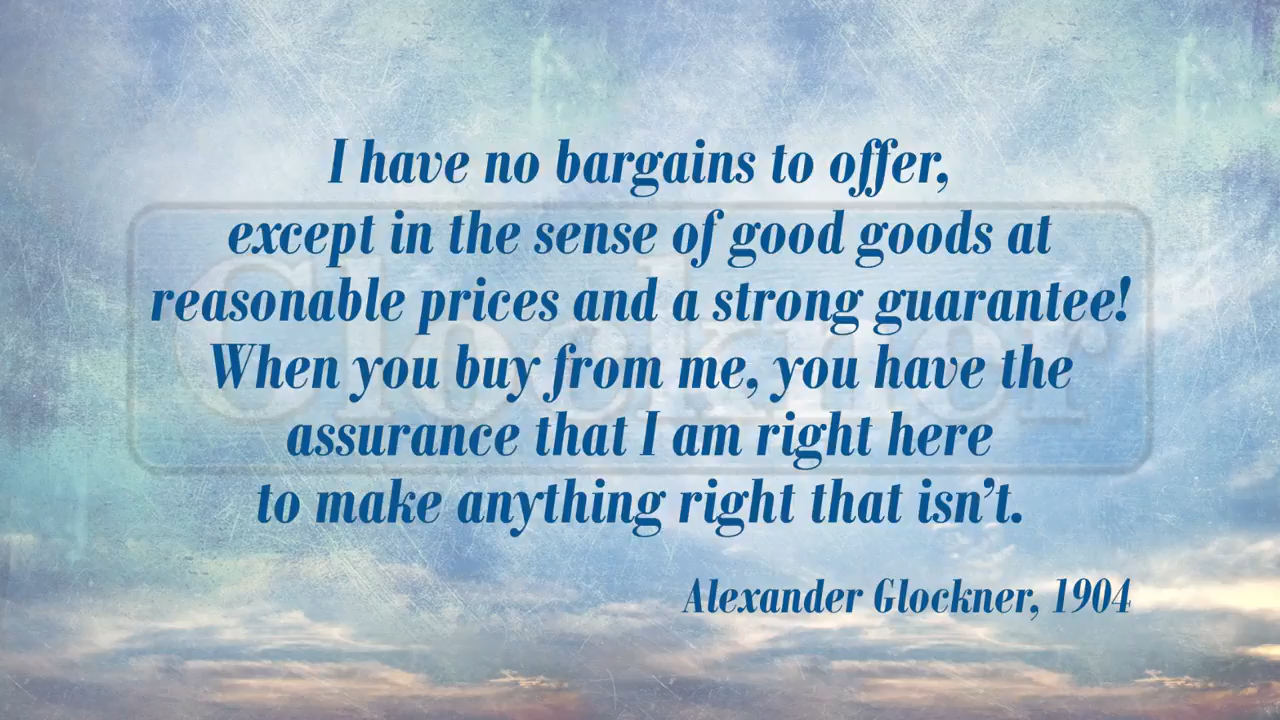 I have no bargains to offer,
except in the sense of good goods at
reasonable prices and a strong guarantee!
When you buy from me, you have the
assurance that I am right here
to make anything right that isn’t.
Alexander Glockner, 1904
Glockner